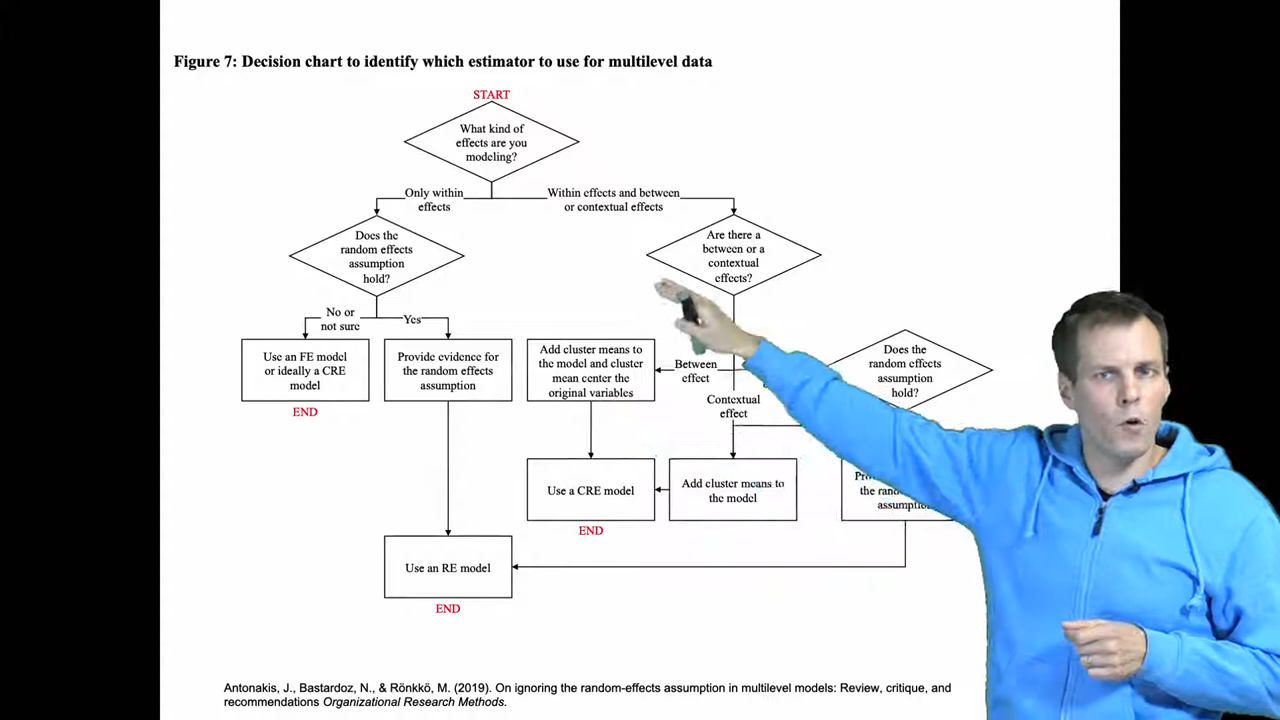 Figure 7: Decision chart to identify which estimator to use for multilevel data
START
What kind of
effects are you
modeling?
Only within
effects
Within effects and between
or contextual effects
Does the
random effects
assumption
hold?
Are there a
between or a
contextual
effects?
No or
not sure
Yes
Use an FE model
or ideally a CRE
model
END
Provide evidence for
the random effects
assumption
Add cluster means to
the model and cluster
mean center the
original variables
Between
effect
Contextual
effect
Does the
random effects
assumption
hold?
Use a CRE model
END
Add cluster means to
the model
the
Use an RE model
END
Antonakis, J., Bastardoz, N., & Rönkkö, M. (2019). On ignoring the random-effects assumption in multilevel models: Review, critique, and
recommendations Organizational Research Methods.